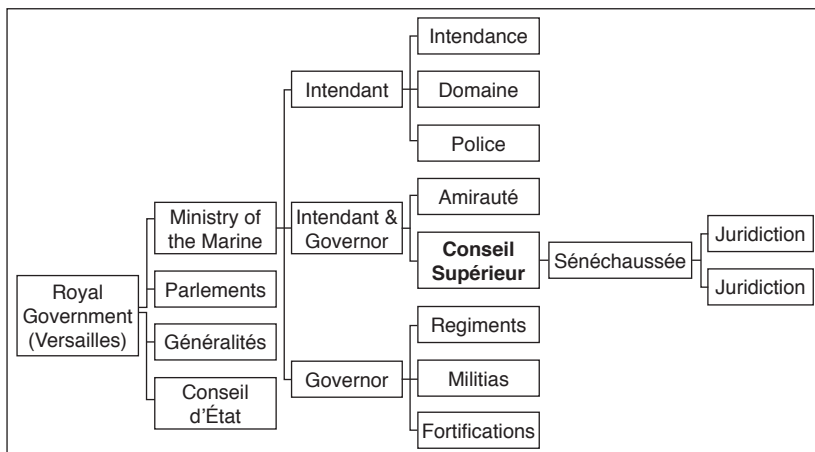 Royal
Government
(Versailles)
Ministry of
the Marine
Parlements
Généralités
Conseil
d'État
Intendant
Intendant &
Governor
Governor
Intendance
Domaine
Police
Amirauté
Conseil
Supérieur
Regiments
Militias
Fortifications
Sénéchaussée
Juridiction
Juridiction